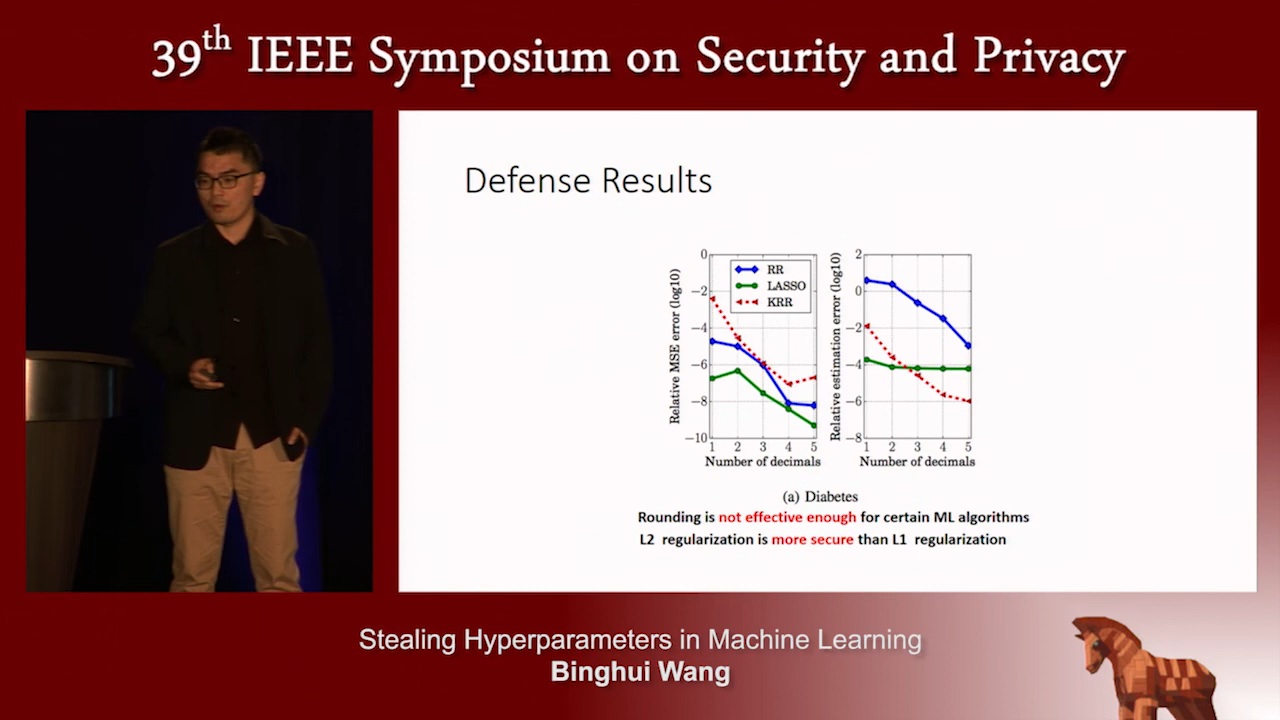 39th IEEE Symposium on Security and Privacy
Defense Results
Relative MSE error (log10)
0
−2
−4
−6
−8
−10
RR
LASSO
KRR
1 2 3 4 5
Number of decimals
Relative estimation error (log10)
2
0
−2
−4
−6
−8
1 2 3 4 5
Number of decimals
(a) Diabetes
Rounding is not effective enough for certain ML algorithms
L2 regularization is more secure than L1 regularization
Stealing Hyperparameters in Machine Learning
Binghui Wang